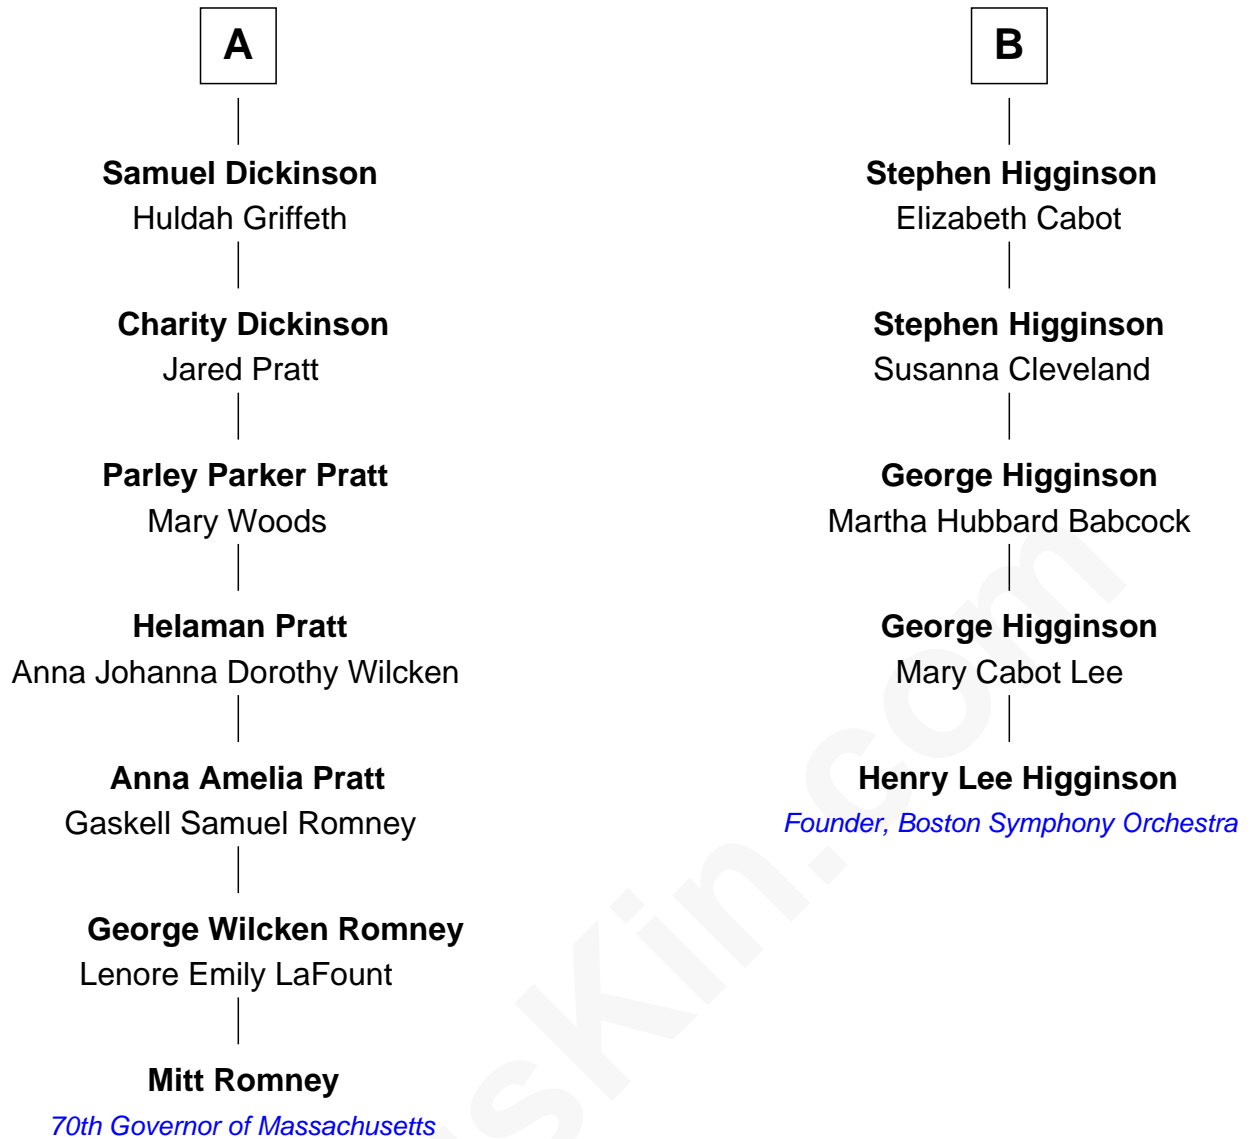 A
Samuel Dickinson
Huldah Griffeth
Charity Dickinson
Jared Pratt
Parley Parker Pratt
Mary Woods
Helaman Pratt
Anna Johanna Dorothy Wilcken
Anna Amelia Pratt
Gaskell Samuel Romney
George Wilcken Romney
Lenore Emily LaFount
Mitt Romney
70th Governor of Massachusetts
B
Stephen Higginson
Elizabeth Cabot
Stephen Higginson
Susanna Cleveland
George Higginson
Martha Hubbard Babcock
George Higginson
Mary Cabot Lee
Henry Lee Higginson
Founder, Boston Symphony Orchestra
sKin.com